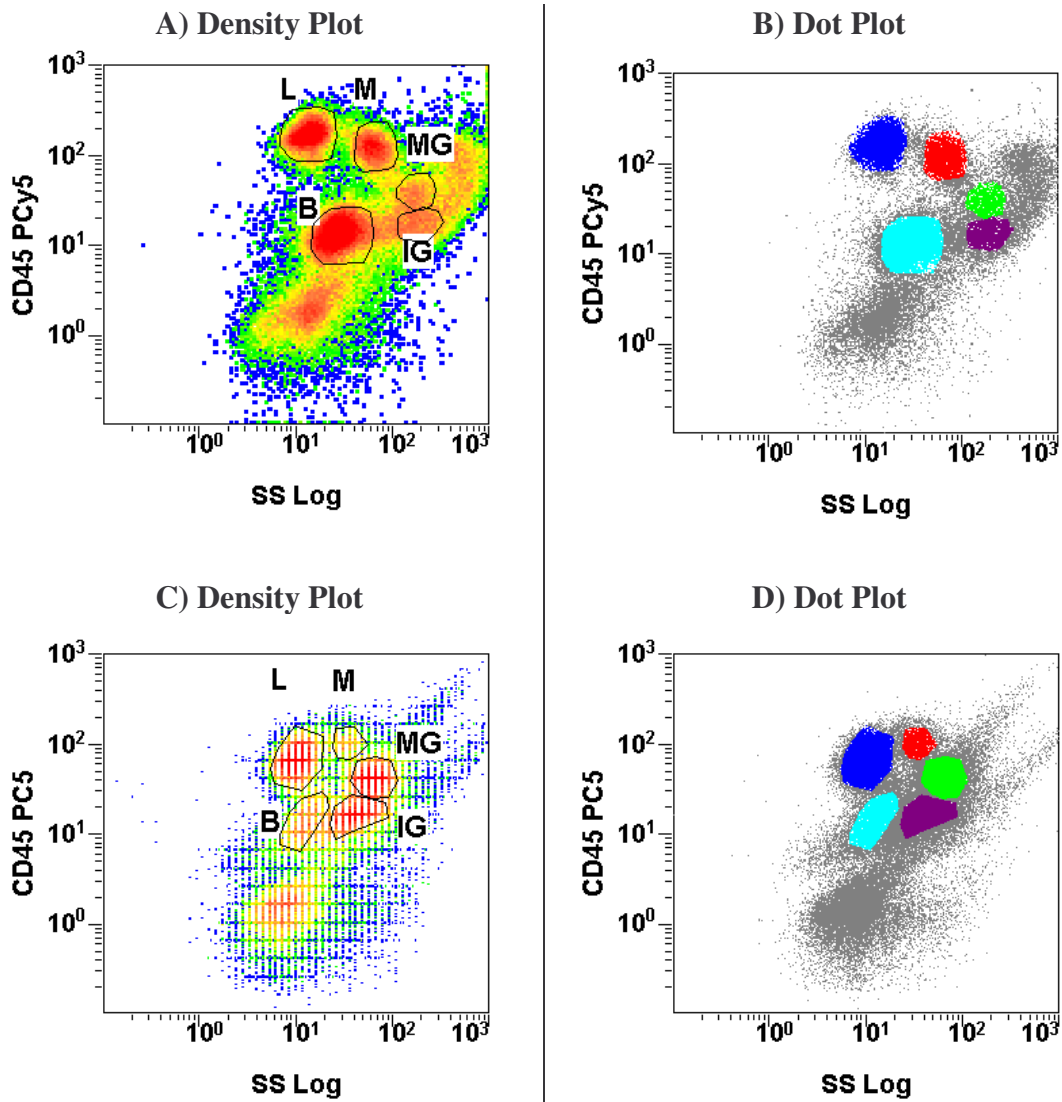 A) Density Plot
10³
10²
10¹
10⁰
CD45 PCy5
L
M
MG
B
IG
10⁰ 10¹ 10² 10³
SS Log
B) Dot Plot
10³
10²
10¹
10⁰
CD45 PCy5
10⁰ 10¹ 10² 10³
SS Log
C) Density Plot
10³
10²
10¹
10⁰
CD45 PC5
L
M
MG
B
IG
10⁰ 10¹ 10² 10³
SS Log
D) Dot Plot
10³
10²
10¹
10⁰
CD45 PC5
10⁰ 10¹ 10² 10³
SS Log